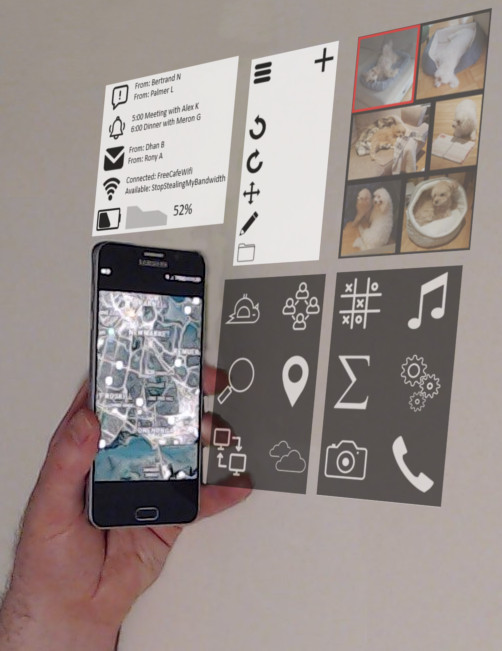 From: Bertrand N
From: Palmer L
5:00 Meeting with Alex K
6:00 Dinner with Meron G
From: Dhan B
From: Rony A
Connected: FreeCafeWifi
Available: StopStealingMyBandwidth
52%
SAMSUNG